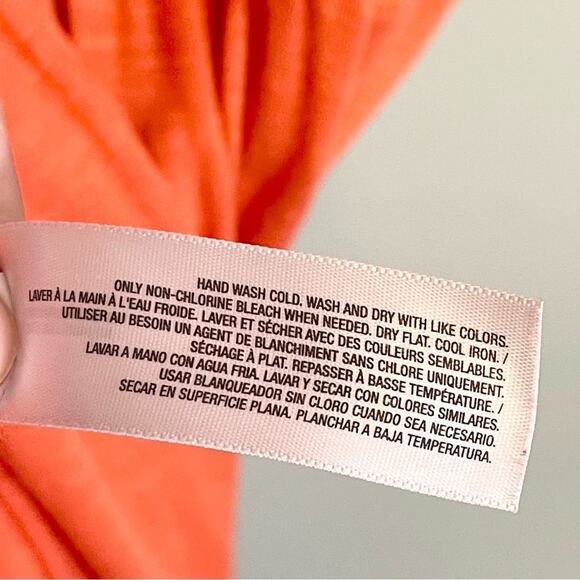 HAND WASH COLD. WASH AND DRY WITH LIKE COLORS.
ONLY NON-CHLORINE BLEACH WHEN NEEDED. DRY FLAT. COOL IRON. /
LAVER À LA MAIN À L'EAU FROIDE. LAVER ET SÉCHER AVEC DES COULEURS SEMBLABLES.
UTILISER AU BESOIN UN AGENT DE BLANCHIMENT SANS CHLORE UNIQUEMENT.
SÉCHAGE À PLAT. REPASSER À BASSE TEMPÉRATURE. /
LAVAR A MANO CON AGUA FRIA. LAVAR Y SECAR CON COLORES SIMILARES.
USAR BLANQUEADOR SIN CLORO CUANDO SEA NECESARIO.
SECAR EN SUPERFICIE PLANA. PLANCHAR A BAJA TEMPERATURA.